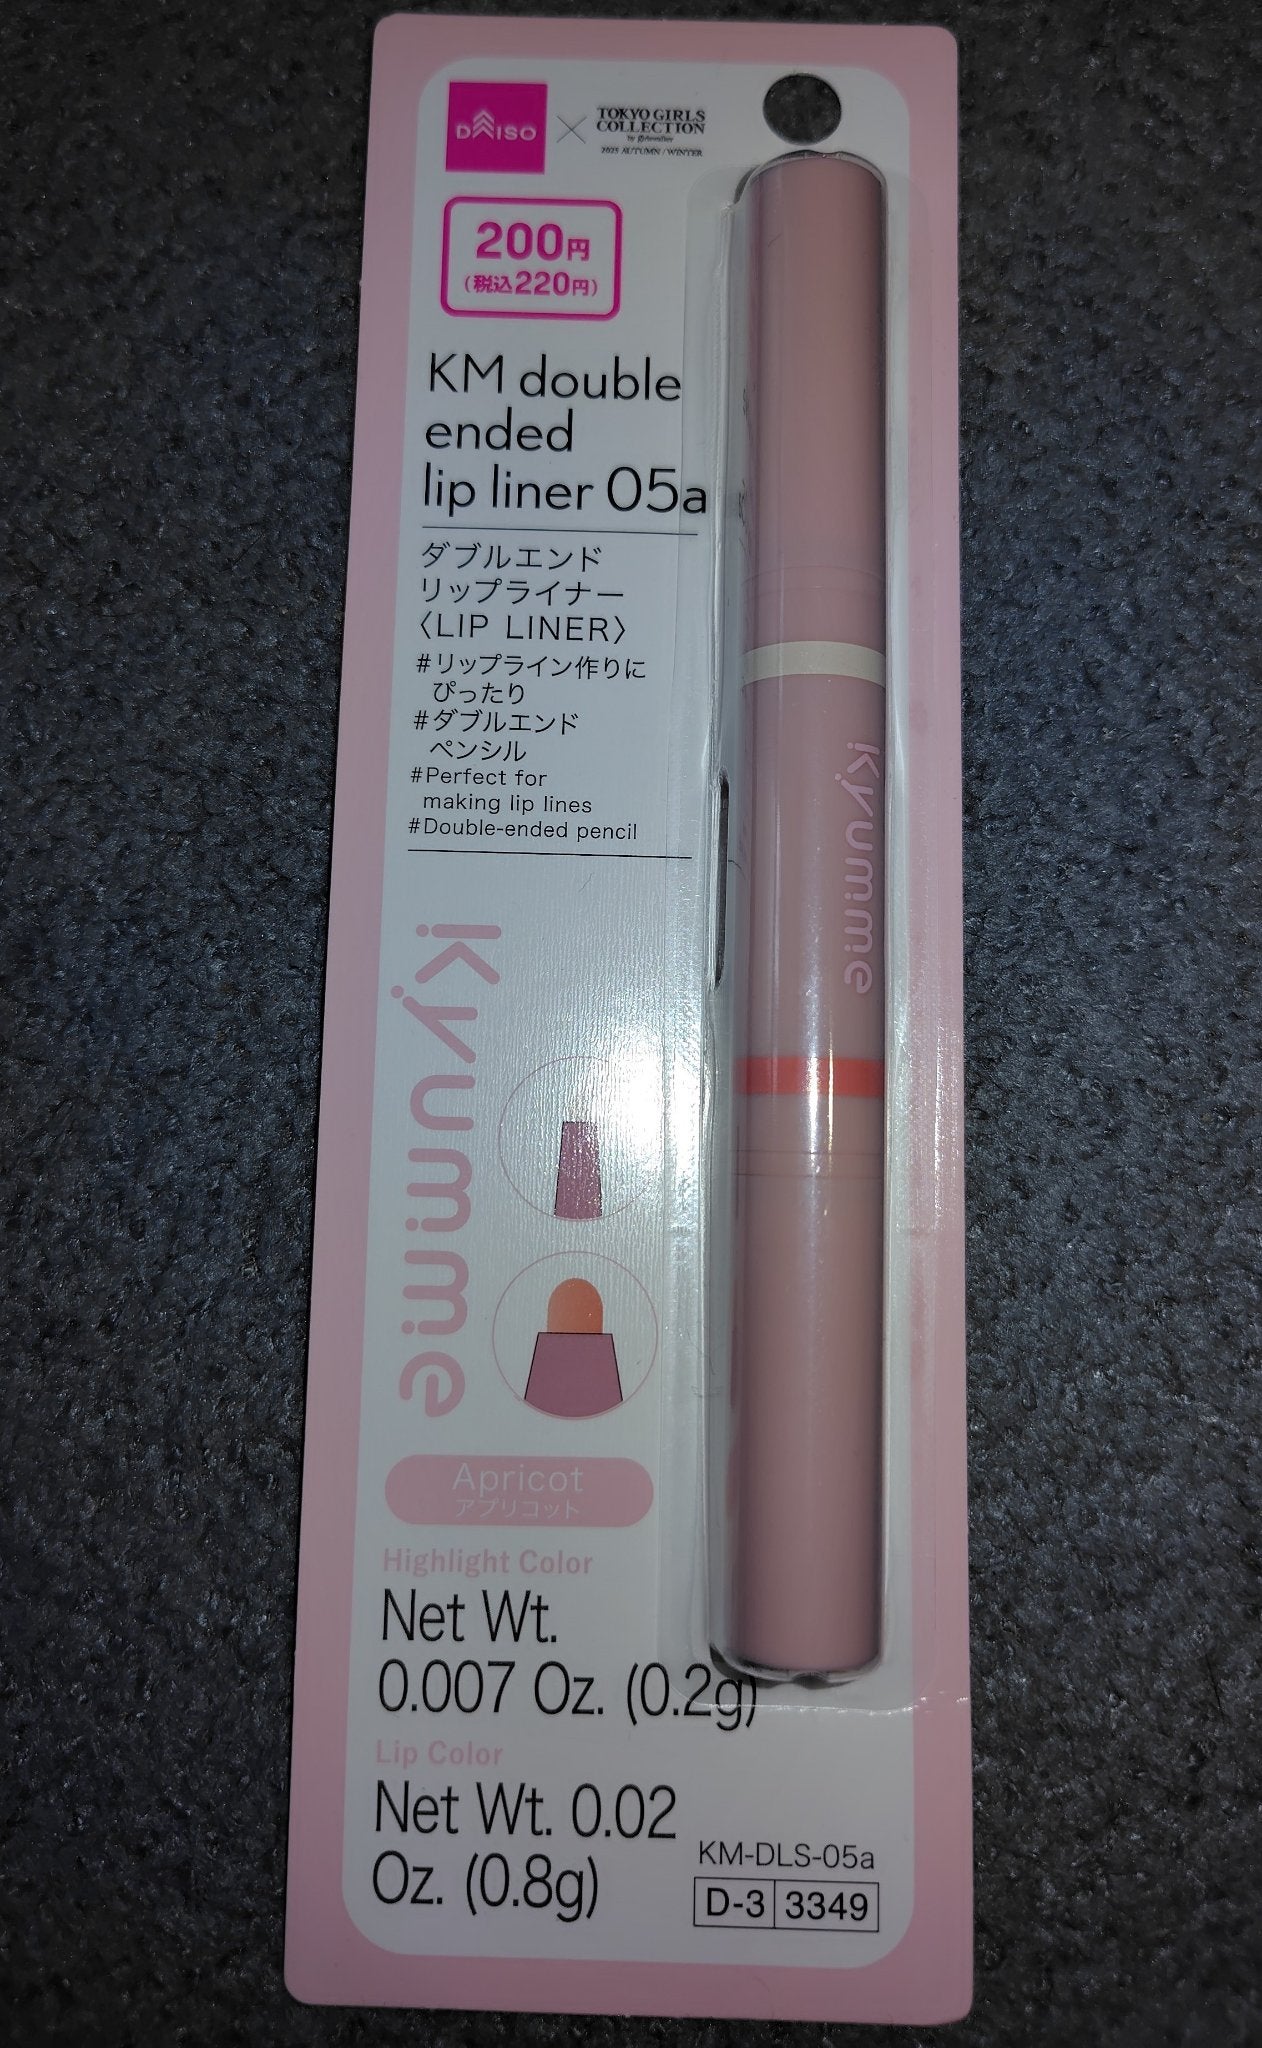 DAISO × TOKYO GIRLS
COLLECTION
2025 AUTUMN / WINTER
200円
(税込220円)
KM double
ended
lip liner 05a
ダブルエンド
リップライナー
〈LIP LINER〉
#リップライン作りに
ぴったり
#ダブルエンド
ペンシル
#Perfect for
making lip lines
#Double-ended pencil
Kyumme
Kyumme
Apricot
アプリコット
Highlight Color
Net Wt.
0.007 Oz. (0.2g)
Lip Color
Net Wt. 0.02
Oz. (0.8g)
KM-DLS-05a
D-3 3349